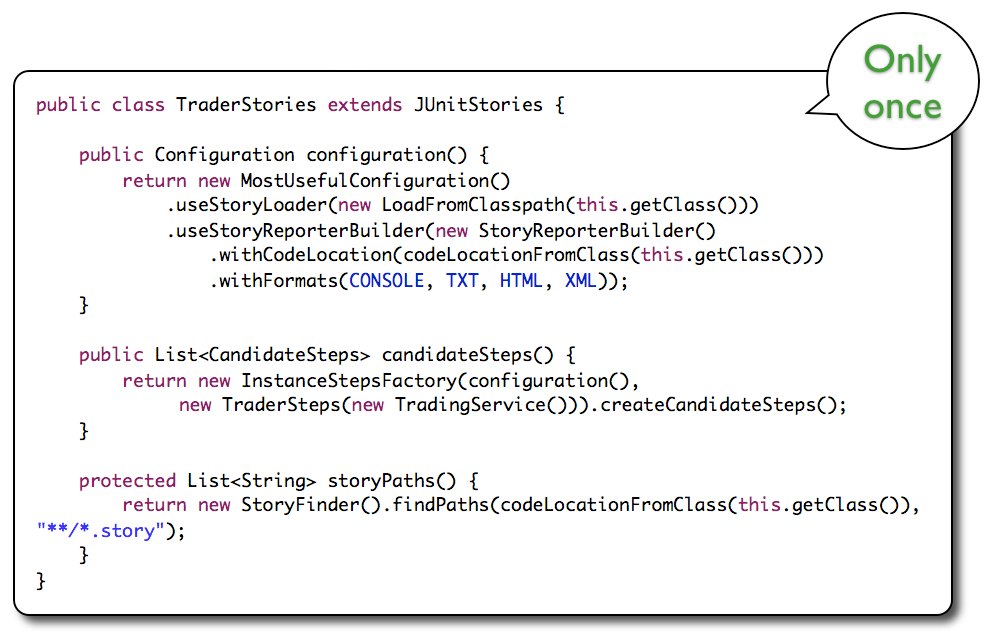 Only
once
public class TraderStories extends JUnitStories {
public Configuration configuration() {
return new MostUsefulConfiguration()
.useStoryLoader(new LoadFromClasspath(this.getClass()))
.useStoryReporterBuilder(new StoryReporterBuilder()
.withCodeLocation(codeLocationFromClass(this.getClass()))
.withFormats(CONSOLE, TXT, HTML, XML));
}
public List<CandidateSteps> candidateSteps() {
return new InstanceStepsFactory(configuration(),
new TraderSteps(new TradingService())).createCandidateSteps();
}
protected List<String> storyPaths() {
return new StoryFinder().findPaths(codeLocationFromClass(this.getClass()),
"**/*.story");
}
}